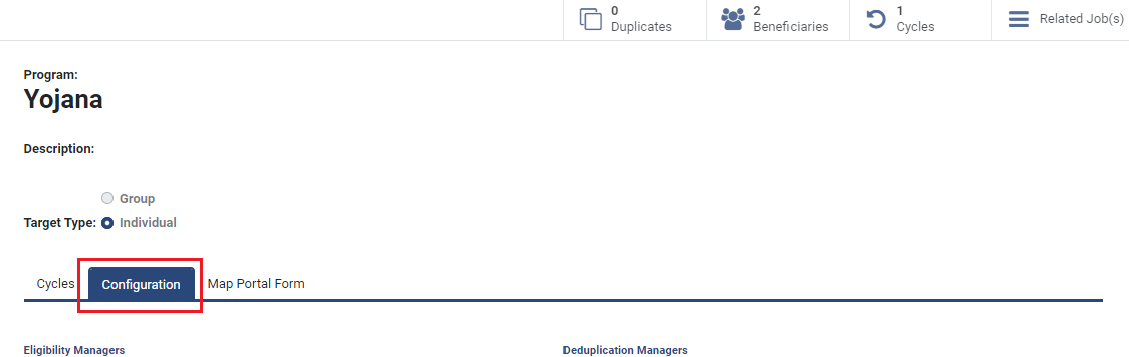 0
Duplicates
2
Beneficiaries
1
Cycles
Related Job(s)
Program:
Yojana
Description:
Group
Target Type: Individual
Cycles Configuration Map Portal Form
Eligibility Managers Deduplication Managers